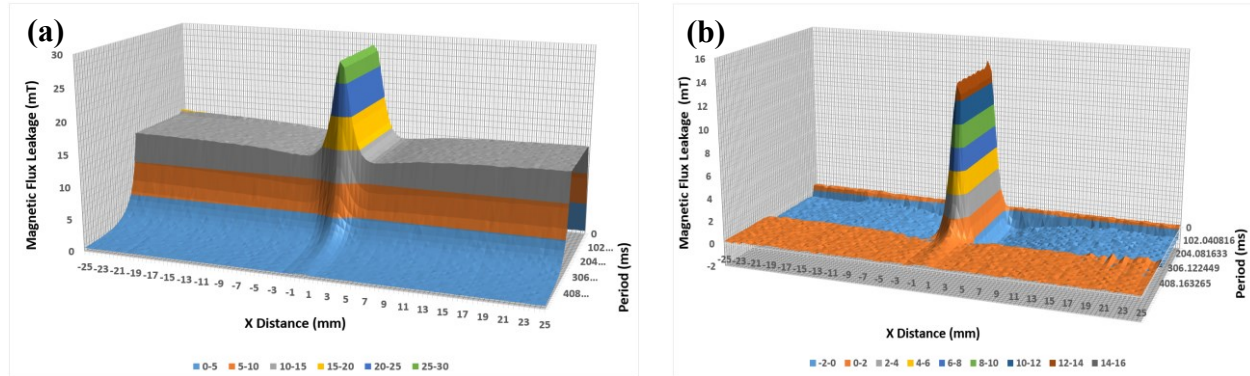 (a)
30
25
20
15
10
5
0
Magnetic Flux Leakage (mT)
-25 -23 -21 -19 -17 -15 -13 -11 -9 -7 -5 -3 -1 1 3 5 7 9 11 13 15 17 19 21 23 25
X Distance (mm)
0
102...
204...
306...
408...
Period (ms)
0-5 5-10 10-15 15-20 20-25 25-30
(b)
16
14
12
10
8
6
4
2
0
-2
Magnetic Flux Leakage (mT)
-25 -23 -21 -19 -17 -15 -13 -11 -9 -7 -5 -3 -1 1 3 5 7 9 11 13 15 17 19 21 23 25
X Distance (mm)
0
102.040816
204.081633
306.122449
408.163265
Period (ms)
-2-0 0-2 2-4 4-6 6-8 8-10 10-12 12-14 14-16